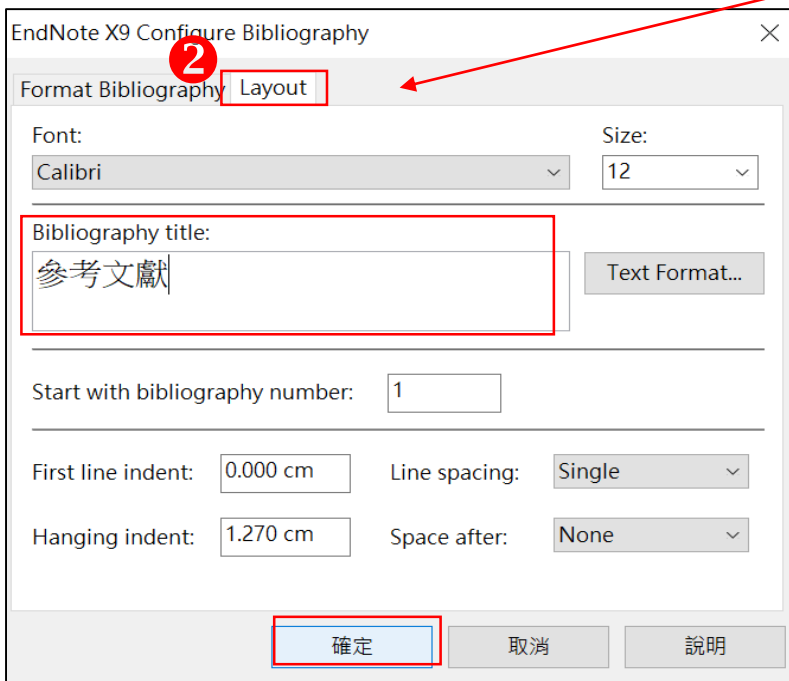 EndNote X9 Configure Bibliography
2
Format Bibliography Layout
Font: Size:
Calibri 12
Bibliography title:
參考文獻 Text Format...
Start with bibliography number: 1
First line indent: 0.000 cm Line spacing: Single
Hanging indent: 1.270 cm Space after: None
確定 取消 說明